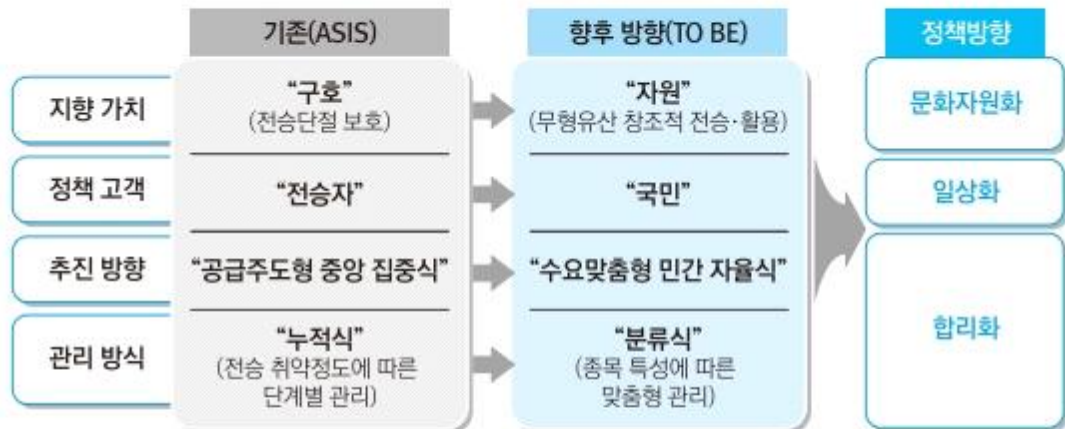 기존(ASIS)
향후 방향(TO BE)
정책방향
지향 가치
“구호”
(전승단절 보호)
“자원”
(무형유산 창조적 전승·활용)
문화자원화
정책 고객
“전승자”
“국민”
일상화
추진 방향
“공급주도형 중앙 집중식”
“수요맞춤형 민간 자율식”
관리 방식
“누적식”
(전승 취약정도에 따른
단계별 관리)
“분류식”
(종목 특성에 따른
맞춤형 관리)
합리화